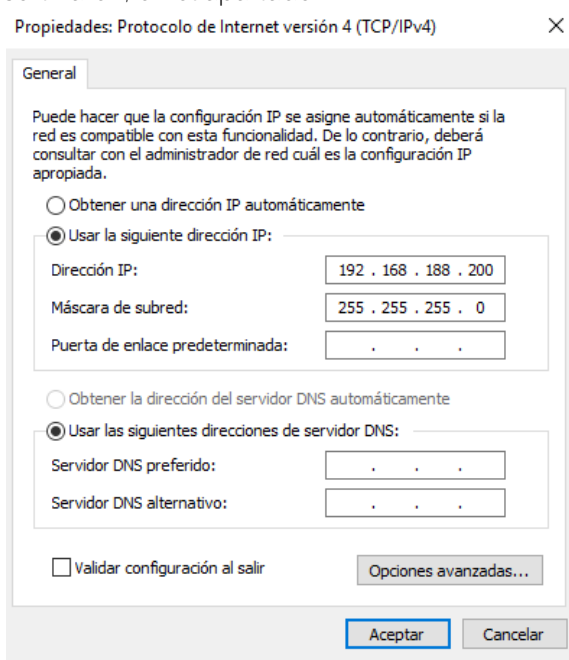 Propiedades: Protocolo de Internet versión 4 (TCP/IPv4)
General
Puede hacer que la configuración IP se asigne automáticamente si la
red es compatible con esta funcionalidad. De lo contrario, deberá
consultar con el administrador de red cuál es la configuración IP
apropiada.
Obtener una dirección IP automáticamente
Usar la siguiente dirección IP:
Dirección IP: 192 . 168 . 188 . 200
Máscara de subred: 255 . 255 . 255 . 0
Puerta de enlace predeterminada: . . .
Obtener la dirección del servidor DNS automáticamente
Usar las siguientes direcciones de servidor DNS:
Servidor DNS preferido: . . .
Servidor DNS alternativo: . . .
Validar configuración al salir Opciones avanzadas...
Aceptar Cancelar